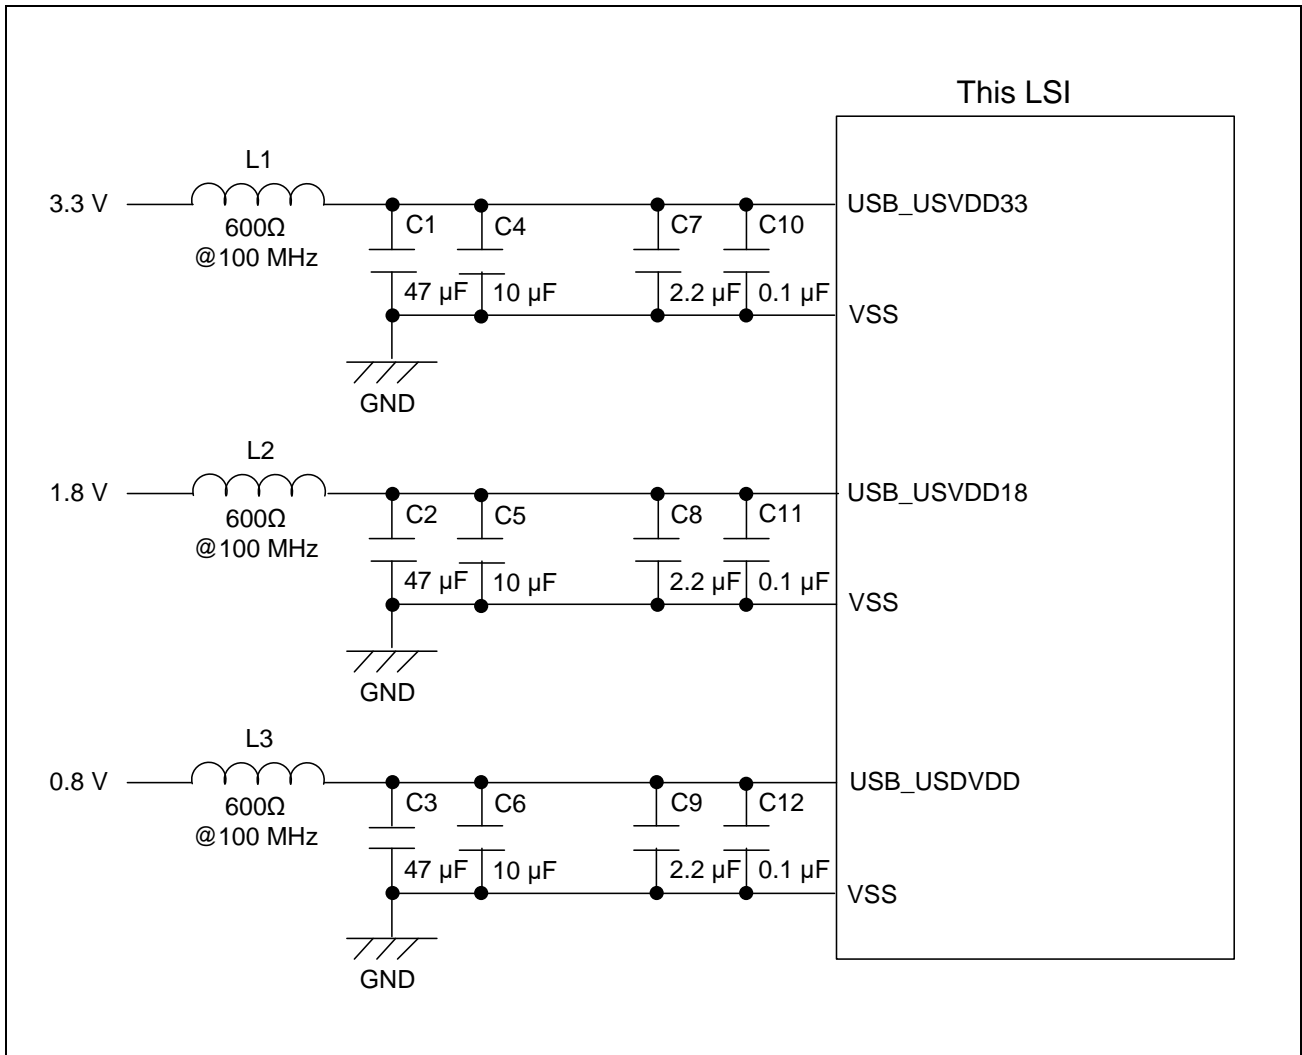 This LSI
L1
3.3 V
600Ω
@100 MHz
C1
C4
C7
C10
USB_USVDD33
47 µF
10 µF
2.2 µF
0.1 µF
VSS
GND
L2
1.8 V
600Ω
@100 MHz
C2
C5
C8
C11
USB_USVDD18
47 µF
10 µF
2.2 µF
0.1 µF
VSS
GND
L3
0.8 V
600Ω
@100 MHz
C3
C6
C9
C12
USB_USDVDD
47 µF
10 µF
2.2 µF
0.1 µF
VSS
GND